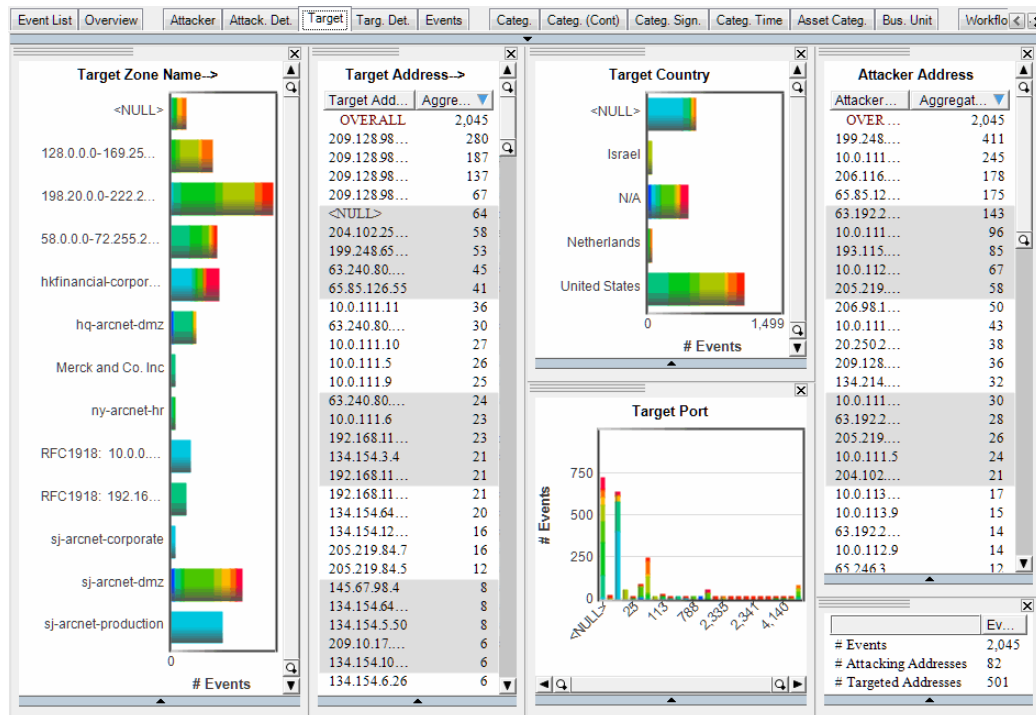 Event List Overview Attacker Attack. Det. Target Targ. Det. Events Categ. Categ. (Cont) Categ. Sign. Categ. Time Asset Categ. Bus. Unit Workflo
Target Zone Name-->
<NULL>
128.0.0.0-169.25...
198.20.0.0-222.2...
58.0.0.0-72.255.2...
hkfinancial-corpor...
hq-arcnet-dmz
Merck and Co. Inc
ny-arcnet-hr
RFC1918: 10.0.0....
RFC1918: 192.16...
sj-arcnet-corporate
sj-arcnet-dmz
sj-arcnet-production
0
# Events
Target Address-->
Target Add... Aggre...
OVERALL 2,045
209.128.98... 280
209.128.98... 187
209.128.98... 137
209.128.98... 67
<NULL> 64
204.102.25... 58
199.248.65... 53
63.240.80.... 45
65.85.126.55 41
10.0.111.11 36
63.240.80.... 30
10.0.111.10 27
10.0.111.5 26
10.0.111.9 25
63.240.80.... 24
10.0.111.6 23
192.168.11... 23
134.154.3.4 21
192.168.11... 21
192.168.11... 21
134.154.64... 20
134.154.12... 16
205.219.84.7 16
205.219.84.5 12
145.67.98.4 8
134.154.64... 8
134.154.5.50 8
209.10.17.... 6
134.154.10... 6
134.154.6.26 6
Target Country
<NULL>
Israel
N/A
Netherlands
United States
0 1,499
# Events
Target Port
# Events
750
500
250
0
<NULL> 25 113 788 2,335 2,341 4,140
Attacker Address
Attacker... Aggregat...
OVER... 2,045
199.248.... 411
10.0.111... 245
206.116.... 178
65.85.12... 175
63.192.2... 143
10.0.111... 96
193.115.... 85
10.0.112... 67
205.219.... 58
206.98.1... 50
10.0.111... 43
20.250.2... 38
209.128.... 36
134.214.... 32
10.0.111... 30
63.192.2... 28
205.219.... 26
10.0.111.5 24
204.102.... 21
10.0.113... 17
10.0.113.9 15
63.192.2... 14
10.0.112.9 14
65.246.3... 12
Ev...
# Events 2,045
# Attacking Addresses 82
# Targeted Addresses 501